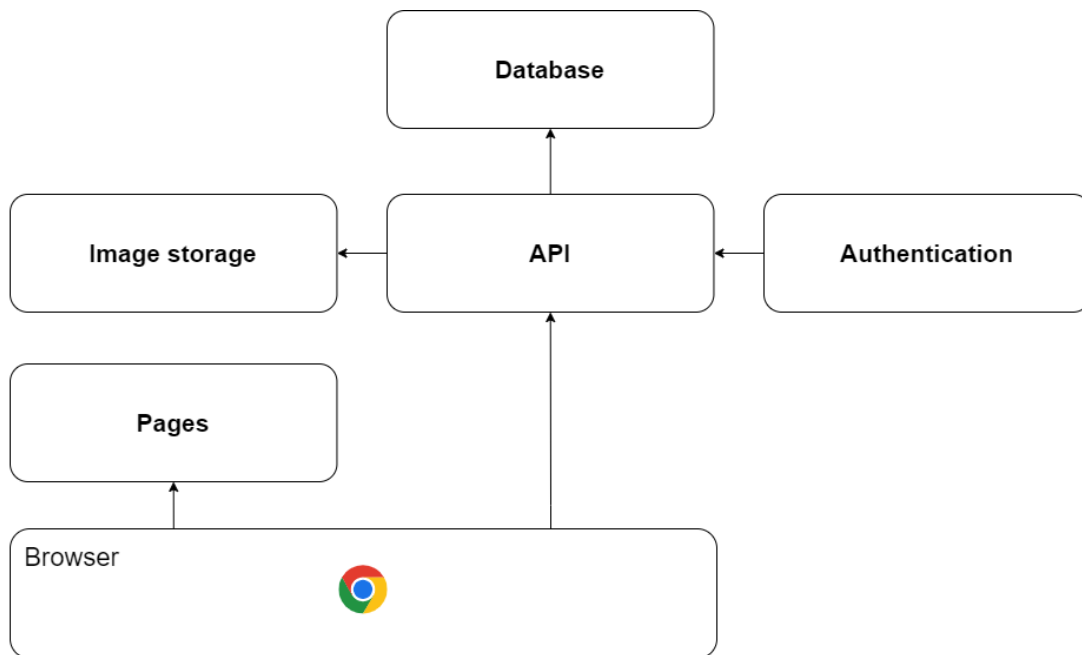 Database
Image storage
API
Authentication
Pages
Browser